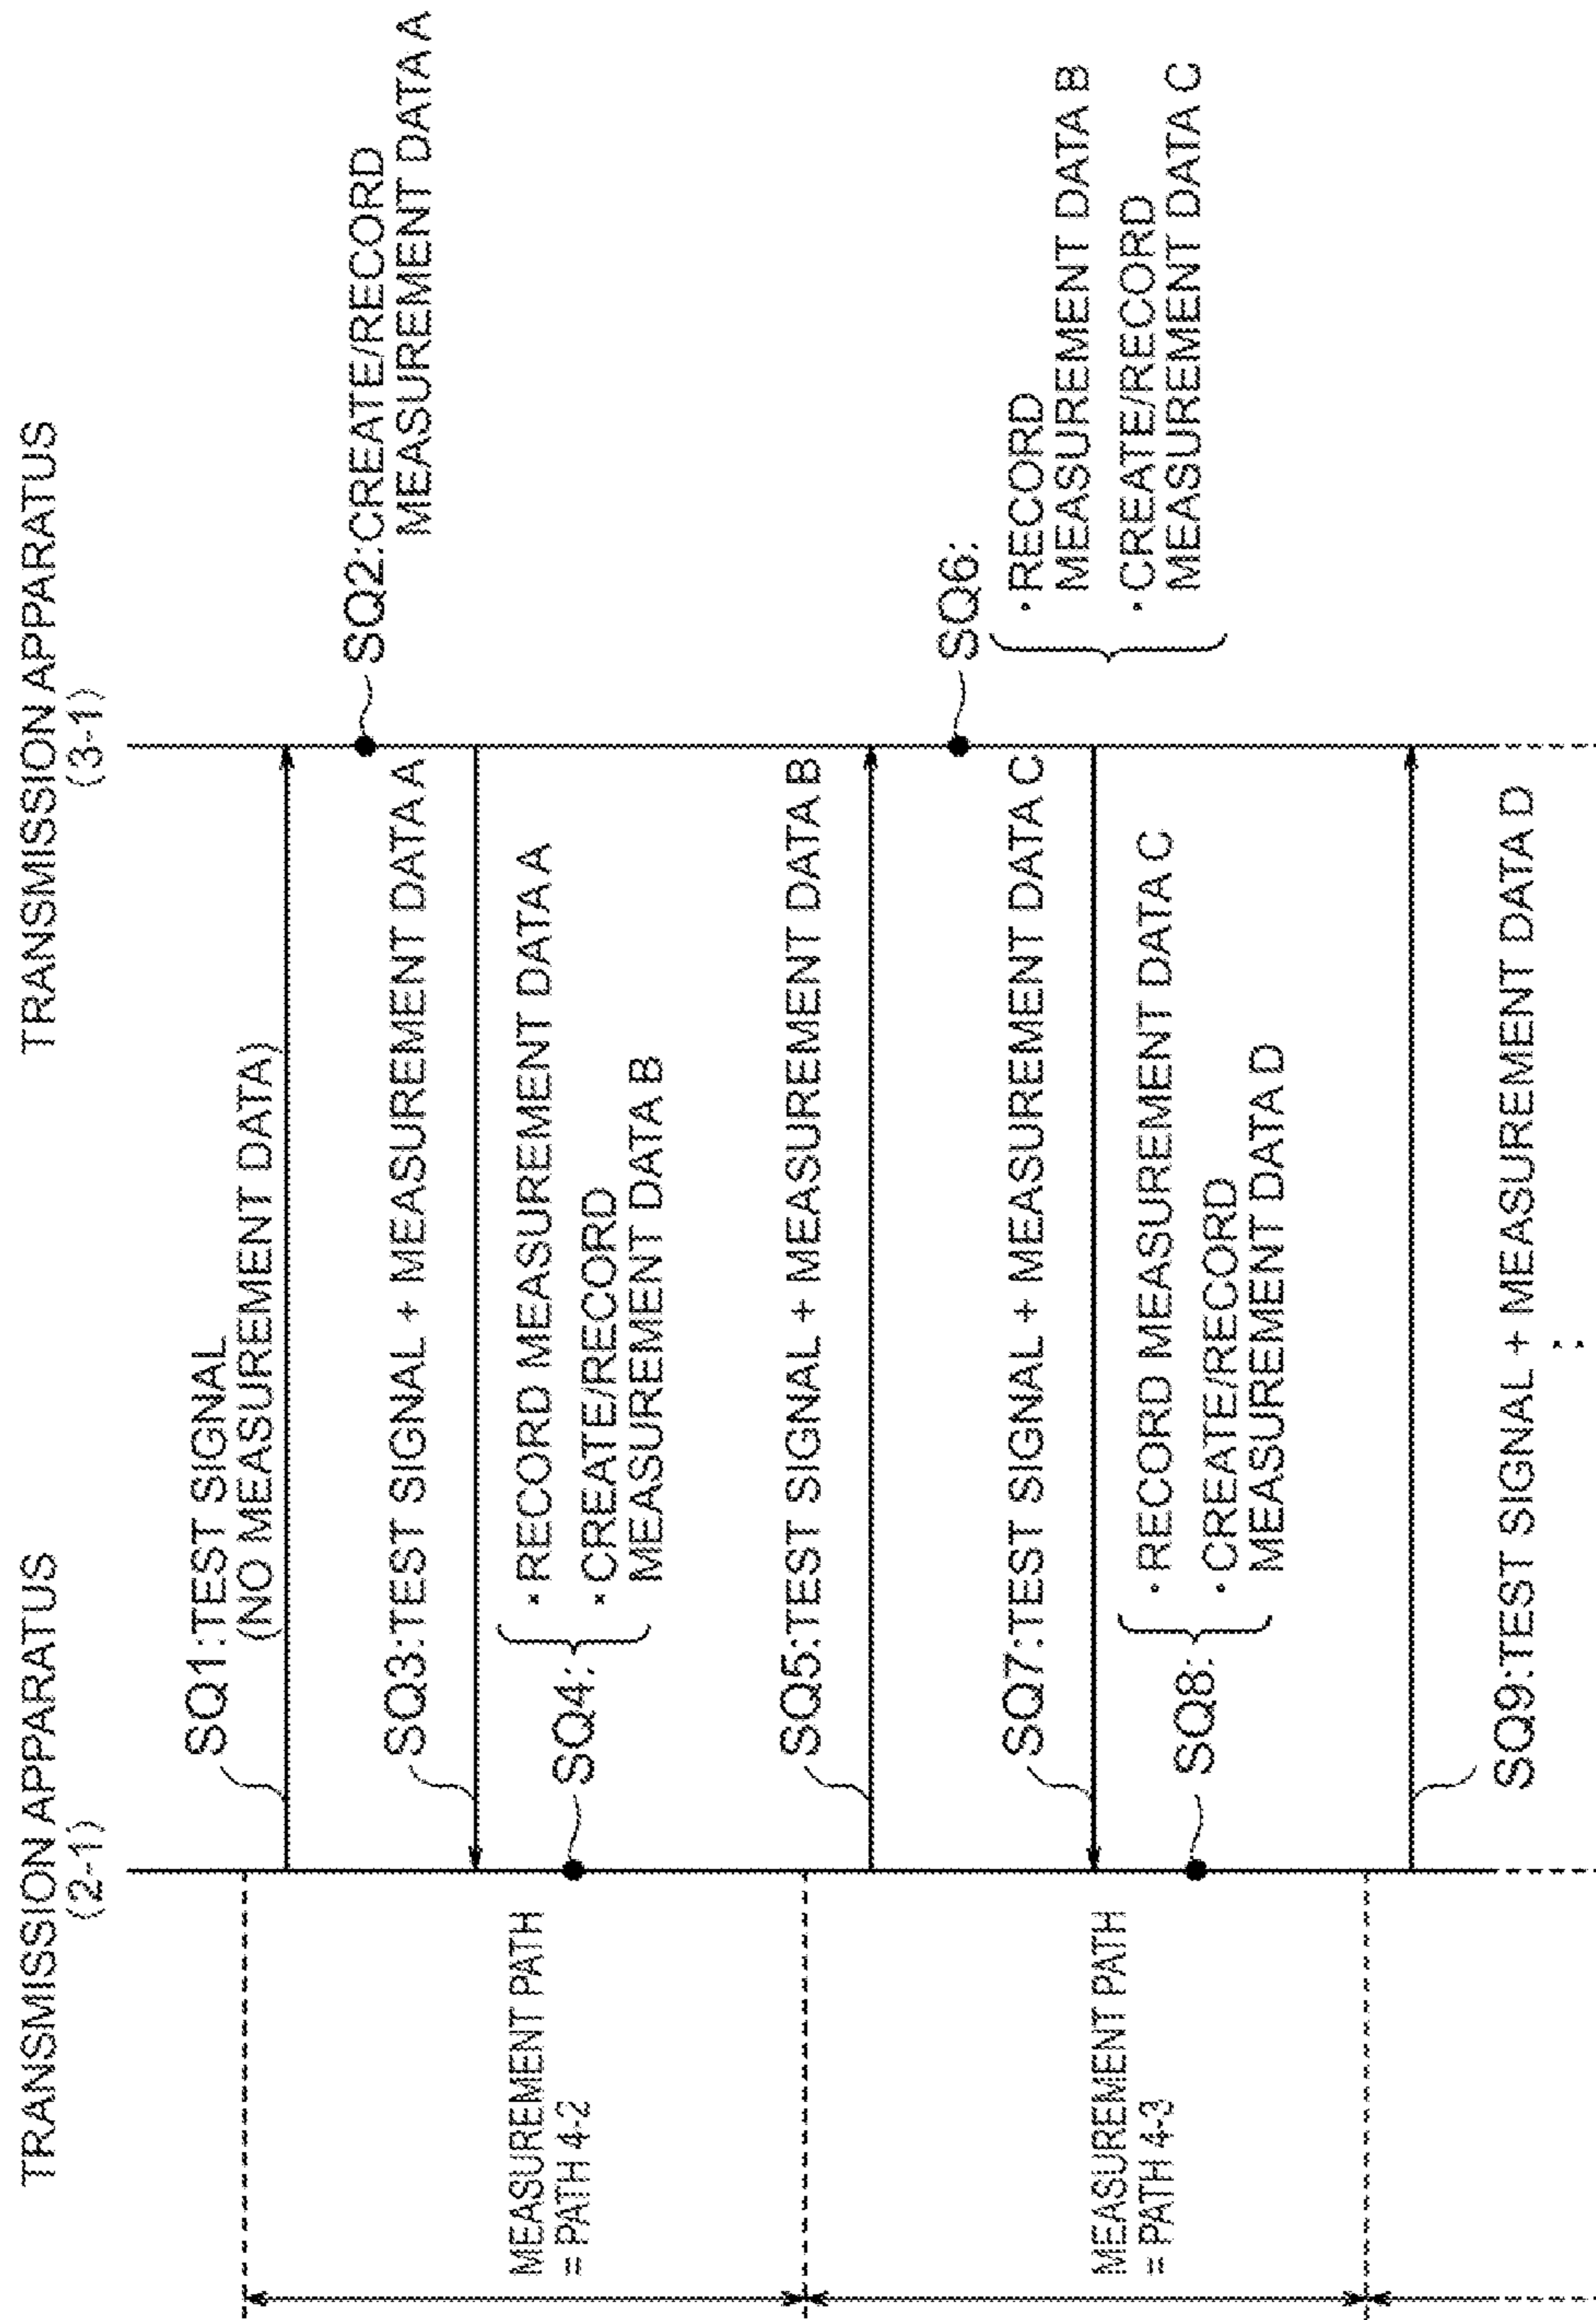 TRANSMISSION APPARATUS
(2-1)
TRANSMISSION APPARATUS
(3-1)
SQ1:TEST SIGNAL
(NO MEASUREMENT DATA)
SQ2:CREATE/RECORD
MEASUREMENT DATA A
SQ3:TEST SIGNAL + MEASUREMENT DATA A
MEASUREMENT PATH
= PATH 4-2
SQ4:
・RECORD MEASUREMENT DATA A
・CREATE/RECORD
MEASUREMENT DATA B
SQ5:TEST SIGNAL + MEASUREMENT DATA B
SQ6:
・RECORD
MEASUREMENT DATA B
・CREATE/RECORD
MEASUREMENT DATA C
SQ7:TEST SIGNAL + MEASUREMENT DATA C
MEASUREMENT PATH
= PATH 4-3
SQ8:
・RECORD MEASUREMENT DATA C
・CREATE/RECORD
MEASUREMENT DATA D
SQ9:TEST SIGNAL + MEASUREMENT DATA D